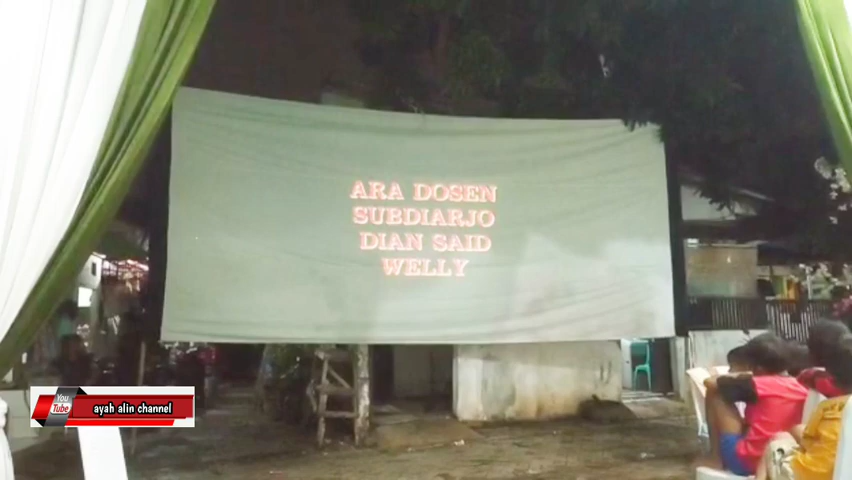 ARA DOSEN
SUBDIARJO
DIAN SAID
WELLY
You
Tube
ayah alin channel